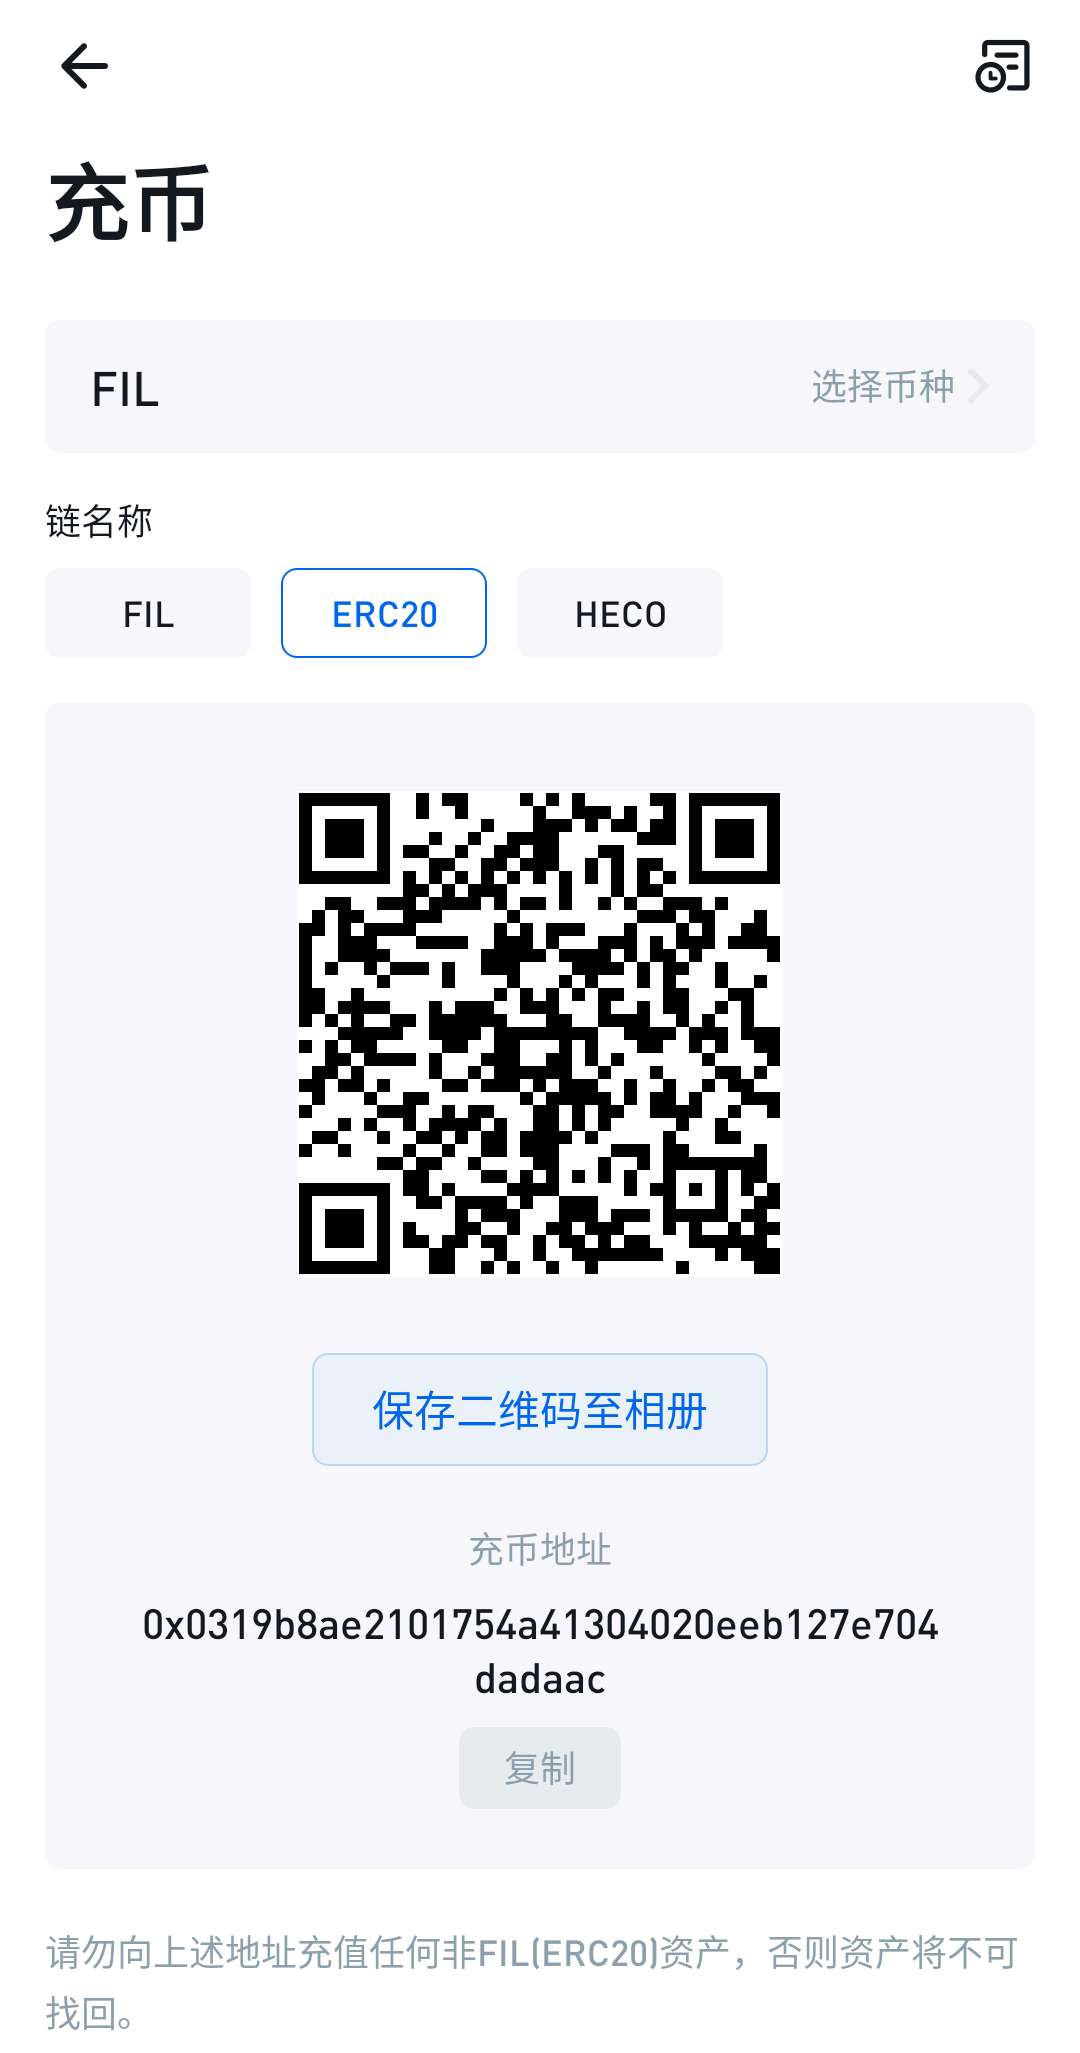 充币
FIL 选择币种
链名称
FIL ERC20 HECO
保存二维码至相册
充币地址
0x0319b8ae2101754a41304020eeb127e704
dadaac
复制
请勿向上述地址充值任何非FIL(ERC20)资产，否则资产将不可
找回。